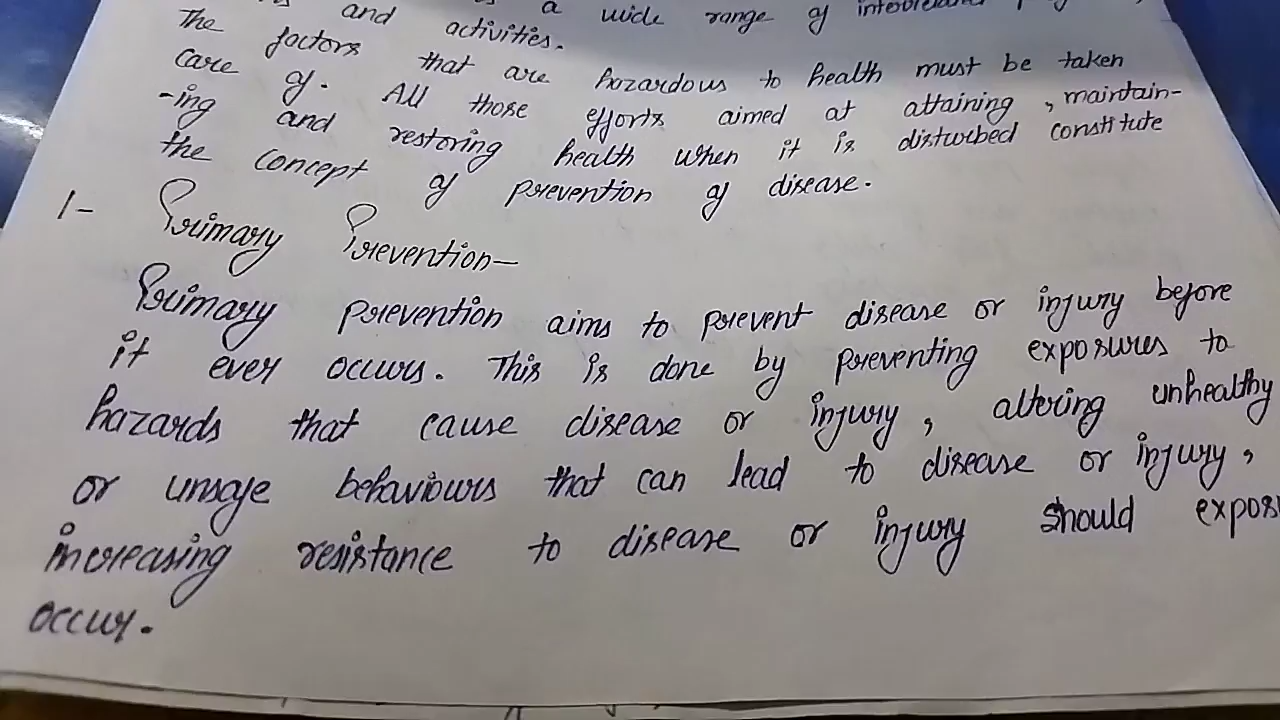 and a wide range of
and activities.
The factors that are hazardous to health must be taken
care of. All those efforts aimed at attaining, maintain-
-ing and restoring health when it is disturbed constitute
the concept of prevention of disease.
1- Primary Prevention-
Primary prevention aims to prevent disease or injury before
it ever occurs. This is done by preventing exposures to
hazards that cause disease or injury, altering unhealthy
or unsafe behaviours that can lead to disease or injury,
increasing resistance to disease or injury should
occur.